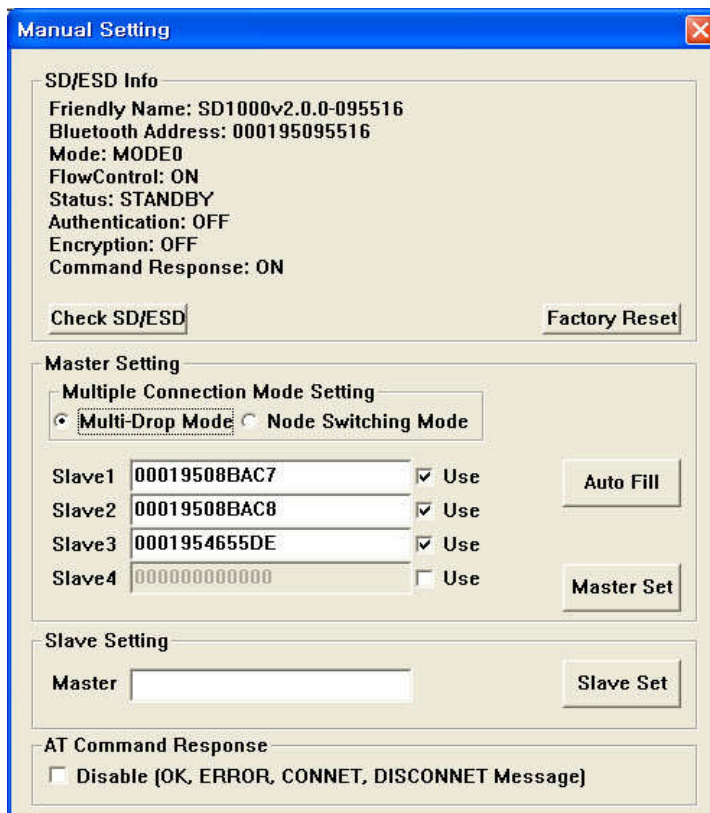 Manual Setting
SD/ESD Info
Friendly Name: SD1000v2.0.0-095516
Bluetooth Address: 000195095516
Mode: MODE0
FlowControl: ON
Status: STANDBY
Authentication: OFF
Encryption: OFF
Command Response: ON
Check SD/ESD Factory Reset
Master Setting
Multiple Connection Mode Setting
Multi-Drop Mode Node Switching Mode
Slave1 00019508BAC7 Use Auto Fill
Slave2 00019508BAC8 Use
Slave3 0001954655DE Use
Slave4 000000000000 Use Master Set
Slave Setting
Master Slave Set
AT Command Response
Disable (OK, ERROR, CONNET, DISCONNET Message)